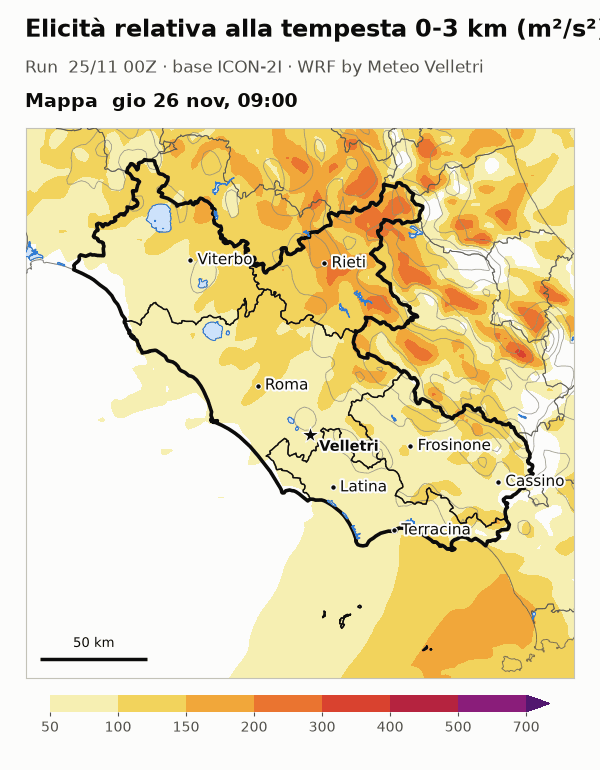 Elicità relativa alla tempesta 0-3 km (m²/s²)
Run 25/11 00Z · base ICON-2I · WRF by Meteo Velletri
Mappa gio 26 nov, 09:00
Viterbo
Rieti
Roma
Velletri
Frosinone
Latina
Cassino
Terracina
50 km
50 100 150 200 300 400 500 700